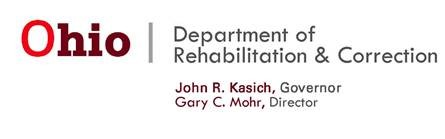 Ohio | Department of
Rehabilitation & Correction
John R. Kasich, Governor
Gary C. Mohr, Director